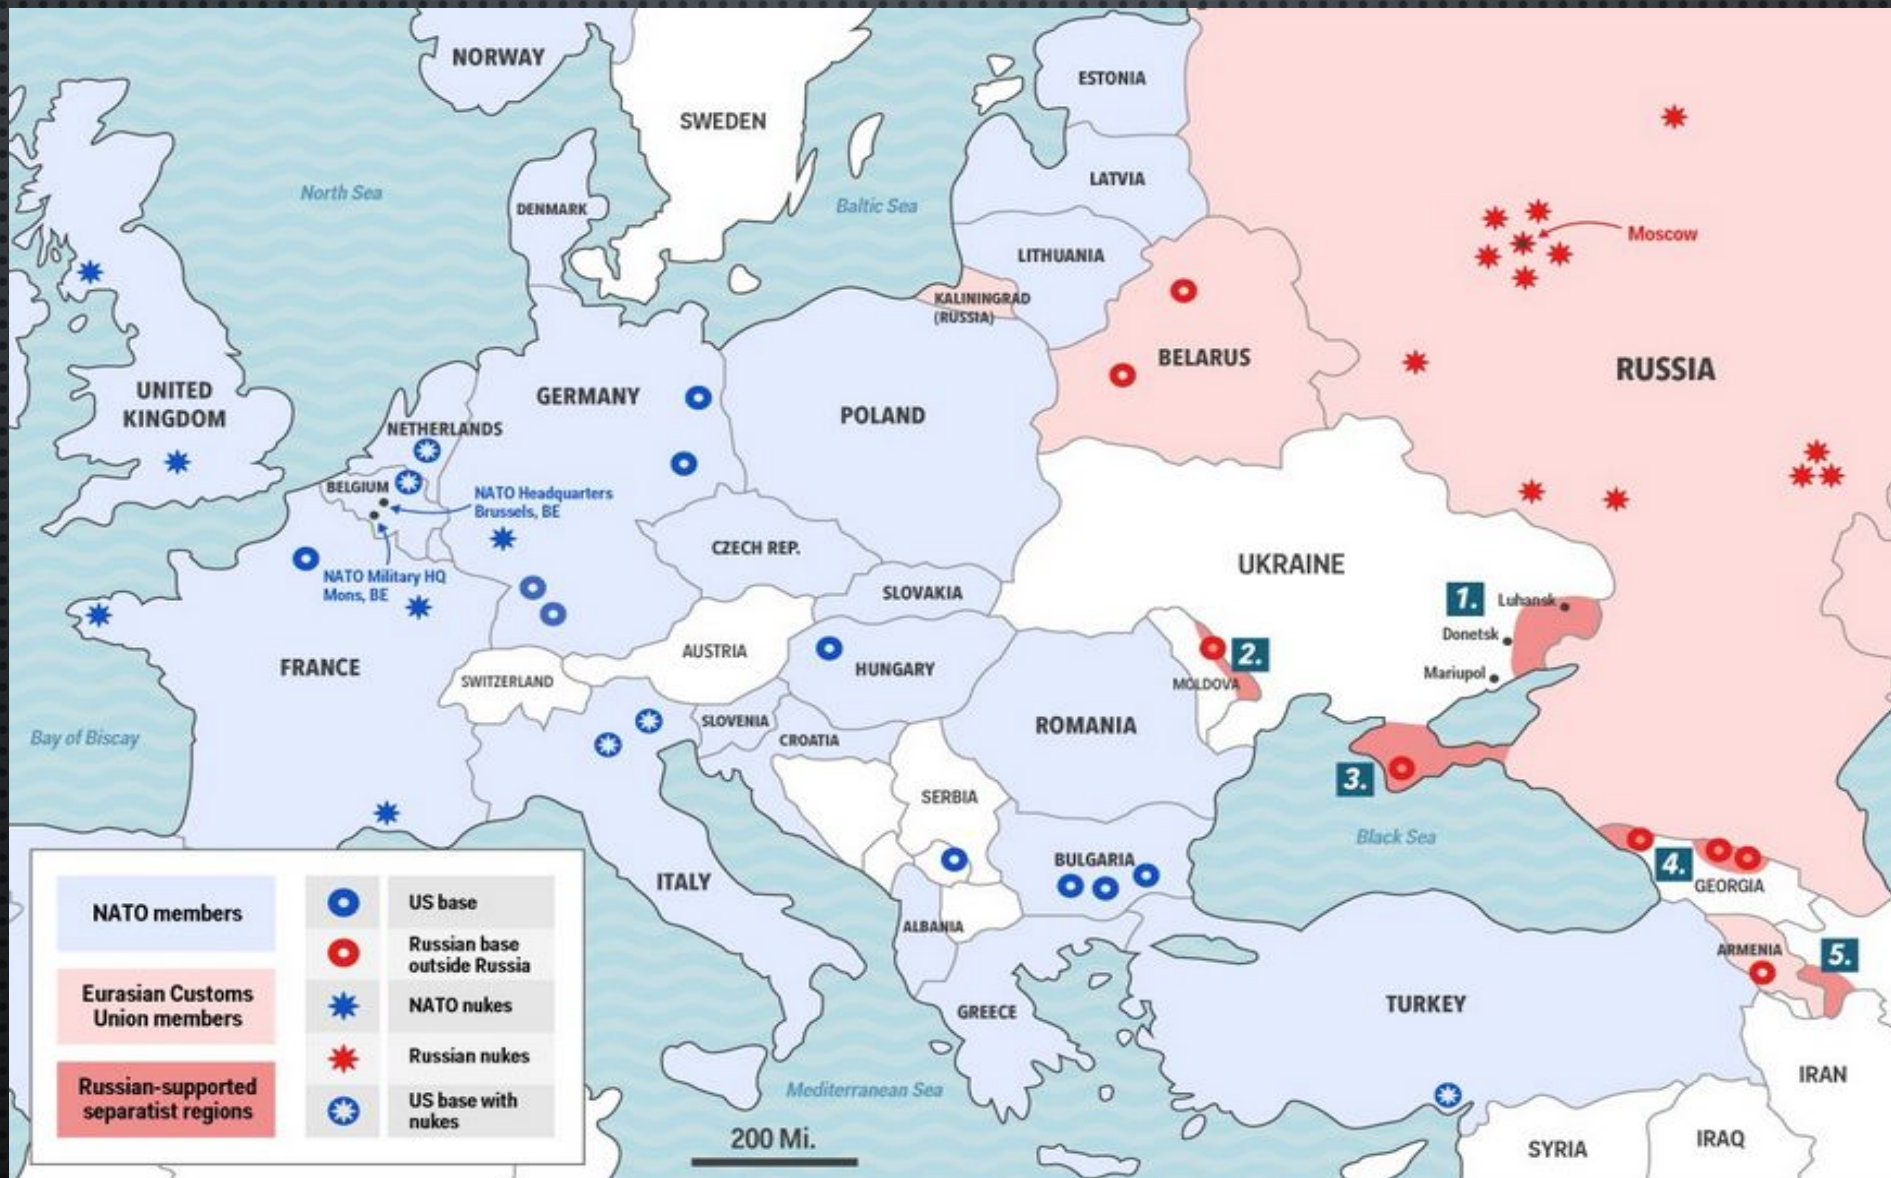 NORWAY
SWEDEN
ESTONIA
LATVIA
LITHUANIA
North Sea
DENMARK
Baltic Sea
KALININGRAD
(RUSSIA)
Moscow
BELARUS
RUSSIA
UNITED
KINGDOM
GERMANY
NETHERLANDS
POLAND
BELGIUM
NATO Headquarters
Brussels, BE
CZECH REP.
UKRAINE
NATO Military HQ
Mons, BE
SLOVAKIA
1.
Luhansk
Donetsk
Mariupol
FRANCE
SWITZERLAND
AUSTRIA
HUNGARY
2.
MOLDOVA
Bay of Biscay
SLOVENIA
CROATIA
ROMANIA
SERBIA
3.
Black Sea
BULGARIA
4.
GEORGIA
ITALY
ALBANIA
ARMENIA
5.
GREECE
TURKEY
IRAN
Mediterranean Sea
200 Mi.
SYRIA
IRAQ
NATO members
Eurasian Customs
Union members
Russian-supported
separatist regions
US base
Russian base
outside Russia
NATO nukes
Russian nukes
US base with
nukes